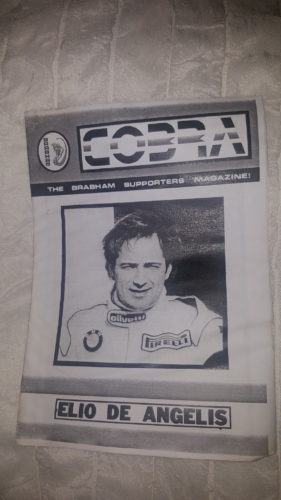 COBRA
THE BRABHAM SUPPORTERS MAGAZINE!
olivetti
PIRELLI
ELIO DE ANGELIS